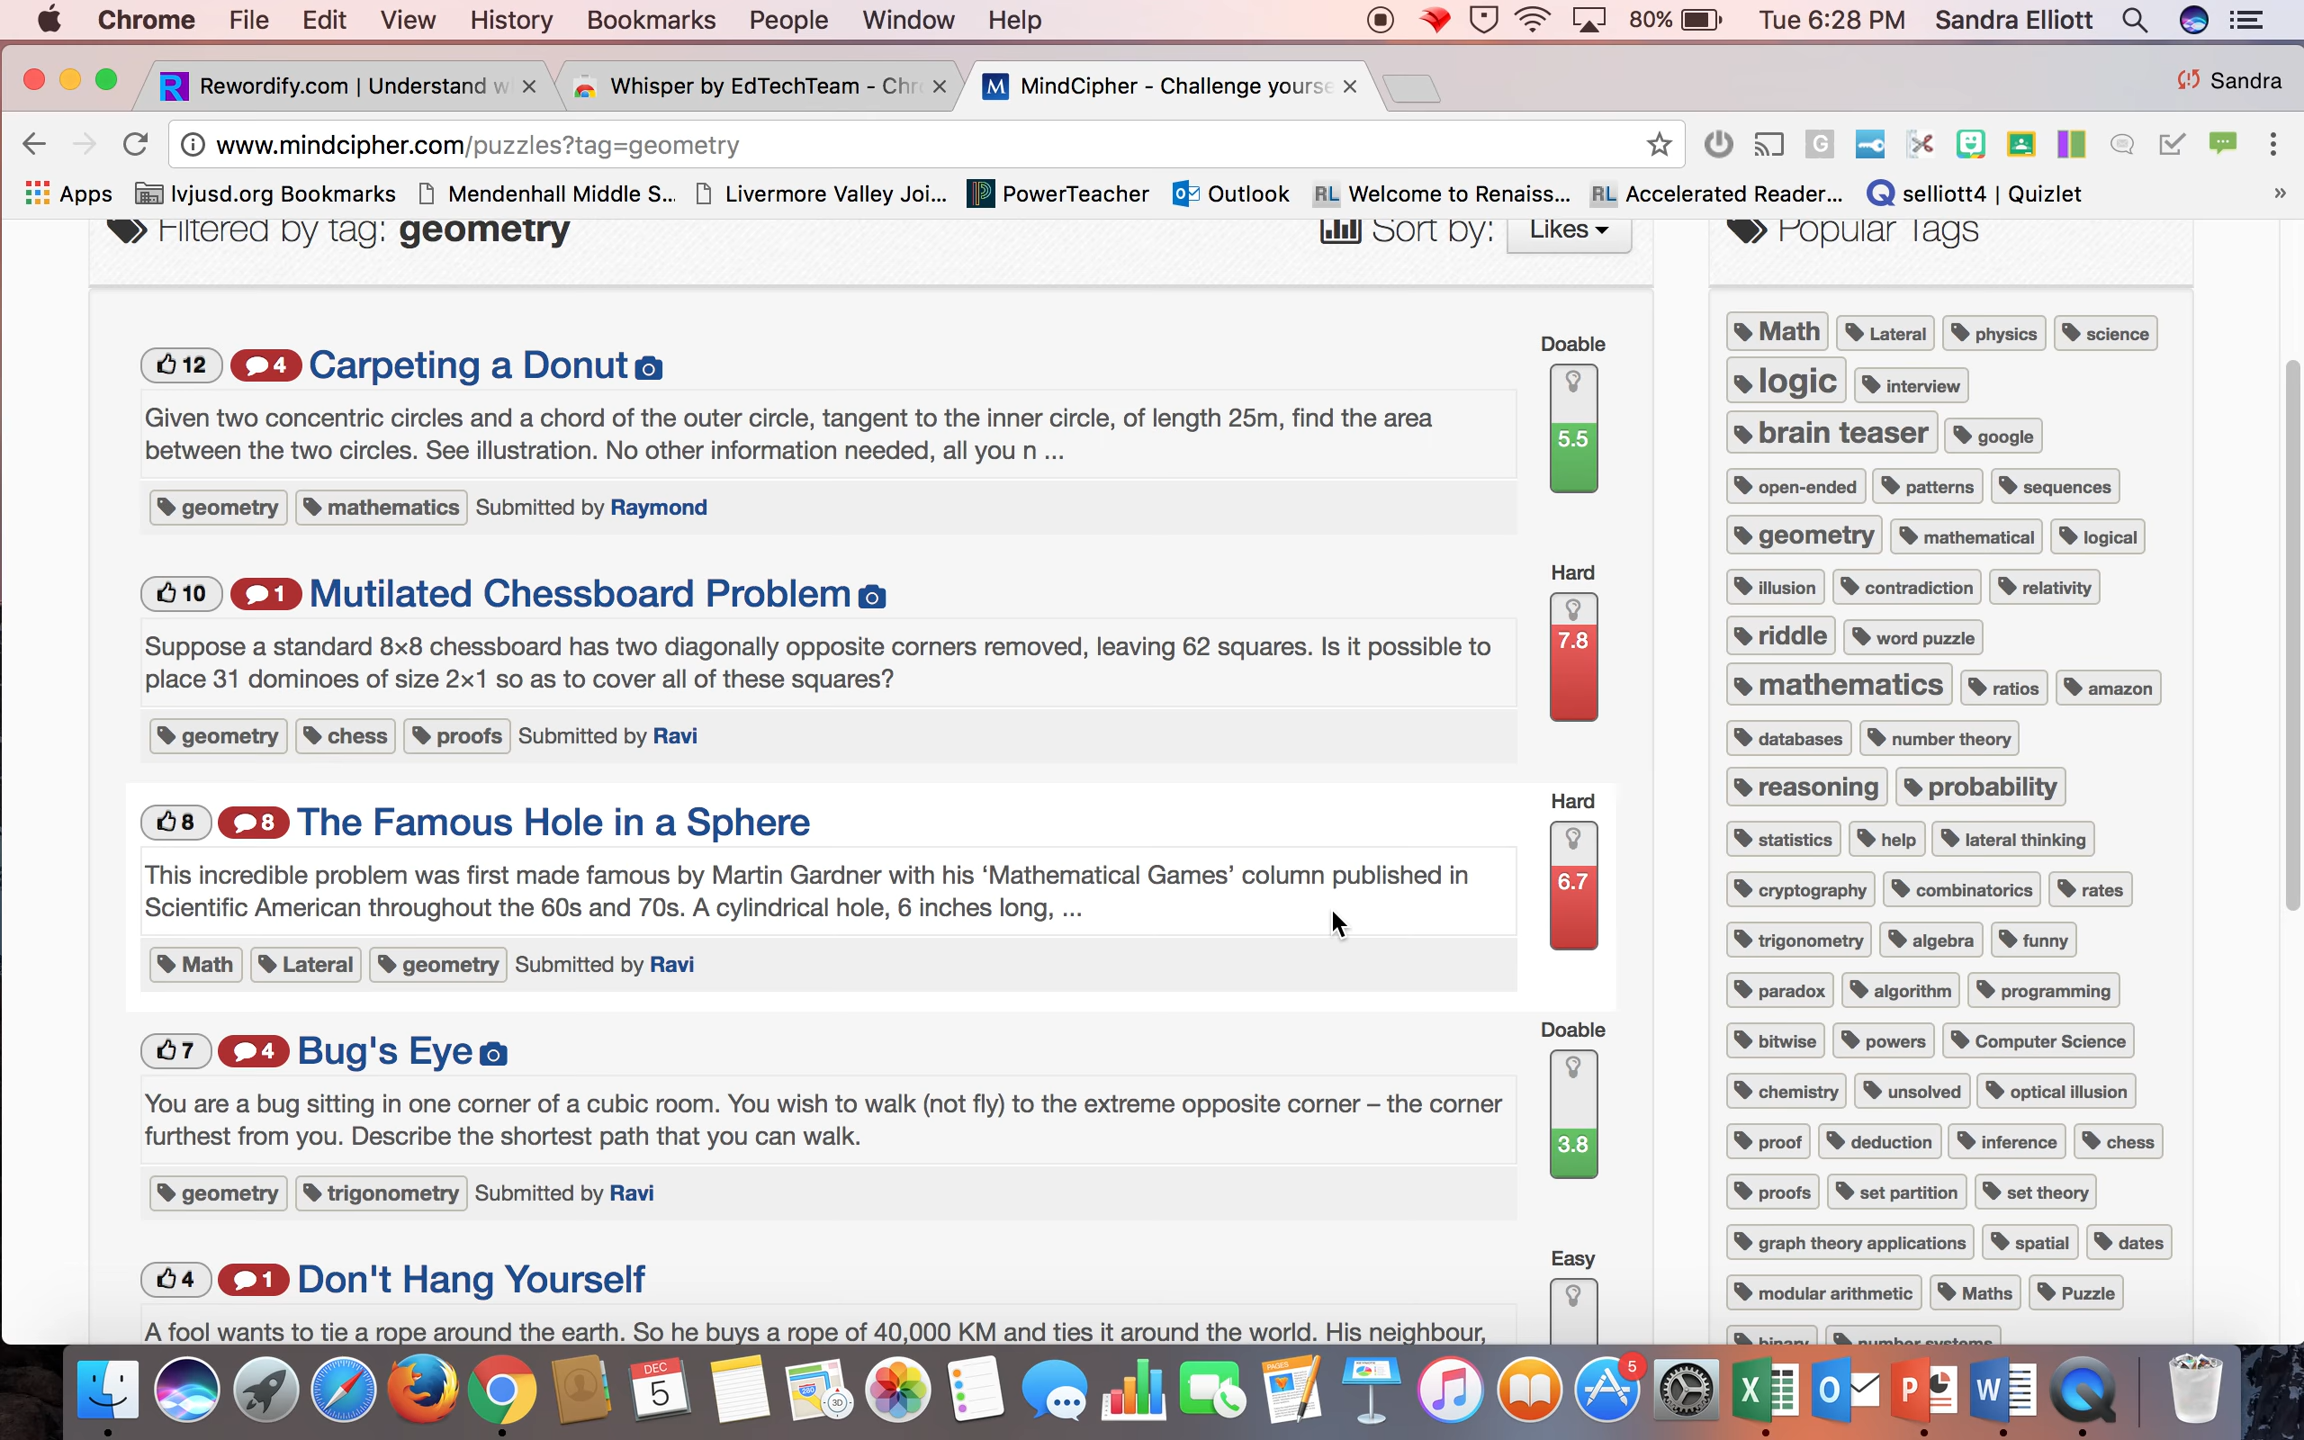 Chrome File Edit View History Bookmarks People Window Help 80% Tue 6:28 PM Sandra Elliott
Rewordify.com | Understand w
Whisper by EdTechTeam - Chr
MindCipher - Challenge yourse
Sandra
www.mindcipher.com/puzzles?tag=geometry
Apps lvjusd.org Bookmarks Mendenhall Middle S... Livermore Valley Joi... PowerTeacher Outlook RL Welcome to Renaiss... RL Accelerated Reader... selliott4 | Quizlet »
Filtered by tag: geometry
Sort by: Likes
12 4 Carpeting a Donut
Doable
Given two concentric circles and a chord of the outer circle, tangent to the inner circle, of length 25m, find the area
between the two circles. See illustration. No other information needed, all you n ...
5.5
geometry mathematics Submitted by Raymond
10 1 Mutilated Chessboard Problem
Hard
Suppose a standard 8×8 chessboard has two diagonally opposite corners removed, leaving 62 squares. Is it possible to
place 31 dominoes of size 2×1 so as to cover all of these squares?
7.8
geometry chess proofs Submitted by Ravi
8 8 The Famous Hole in a Sphere
Hard
This incredible problem was first made famous by Martin Gardner with his ‘Mathematical Games’ column published in
Scientific American throughout the 60s and 70s. A cylindrical hole, 6 inches long, ...
6.7
Math Lateral geometry Submitted by Ravi
7 4 Bug's Eye
Doable
You are a bug sitting in one corner of a cubic room. You wish to walk (not fly) to the extreme opposite corner – the corner
furthest from you. Describe the shortest path that you can walk.
3.8
geometry trigonometry Submitted by Ravi
4 1 Don't Hang Yourself
Easy
A fool wants to tie a rope around the earth. So he buys a rope of 40,000 KM and ties it around the world. His neighbour,
Popular Tags
Math Lateral physics science
logic interview
brain teaser google
open-ended patterns sequences
geometry mathematical logical
illusion contradiction relativity
riddle word puzzle
mathematics ratios amazon
databases number theory
reasoning probability
statistics help lateral thinking
cryptography combinatorics rates
trigonometry algebra funny
paradox algorithm programming
bitwise powers Computer Science
chemistry unsolved optical illusion
proof deduction inference chess
proofs set partition set theory
graph theory applications spatial dates
modular arithmetic Maths Puzzle
binary number systems
DEC
5
3D
PAGES
5